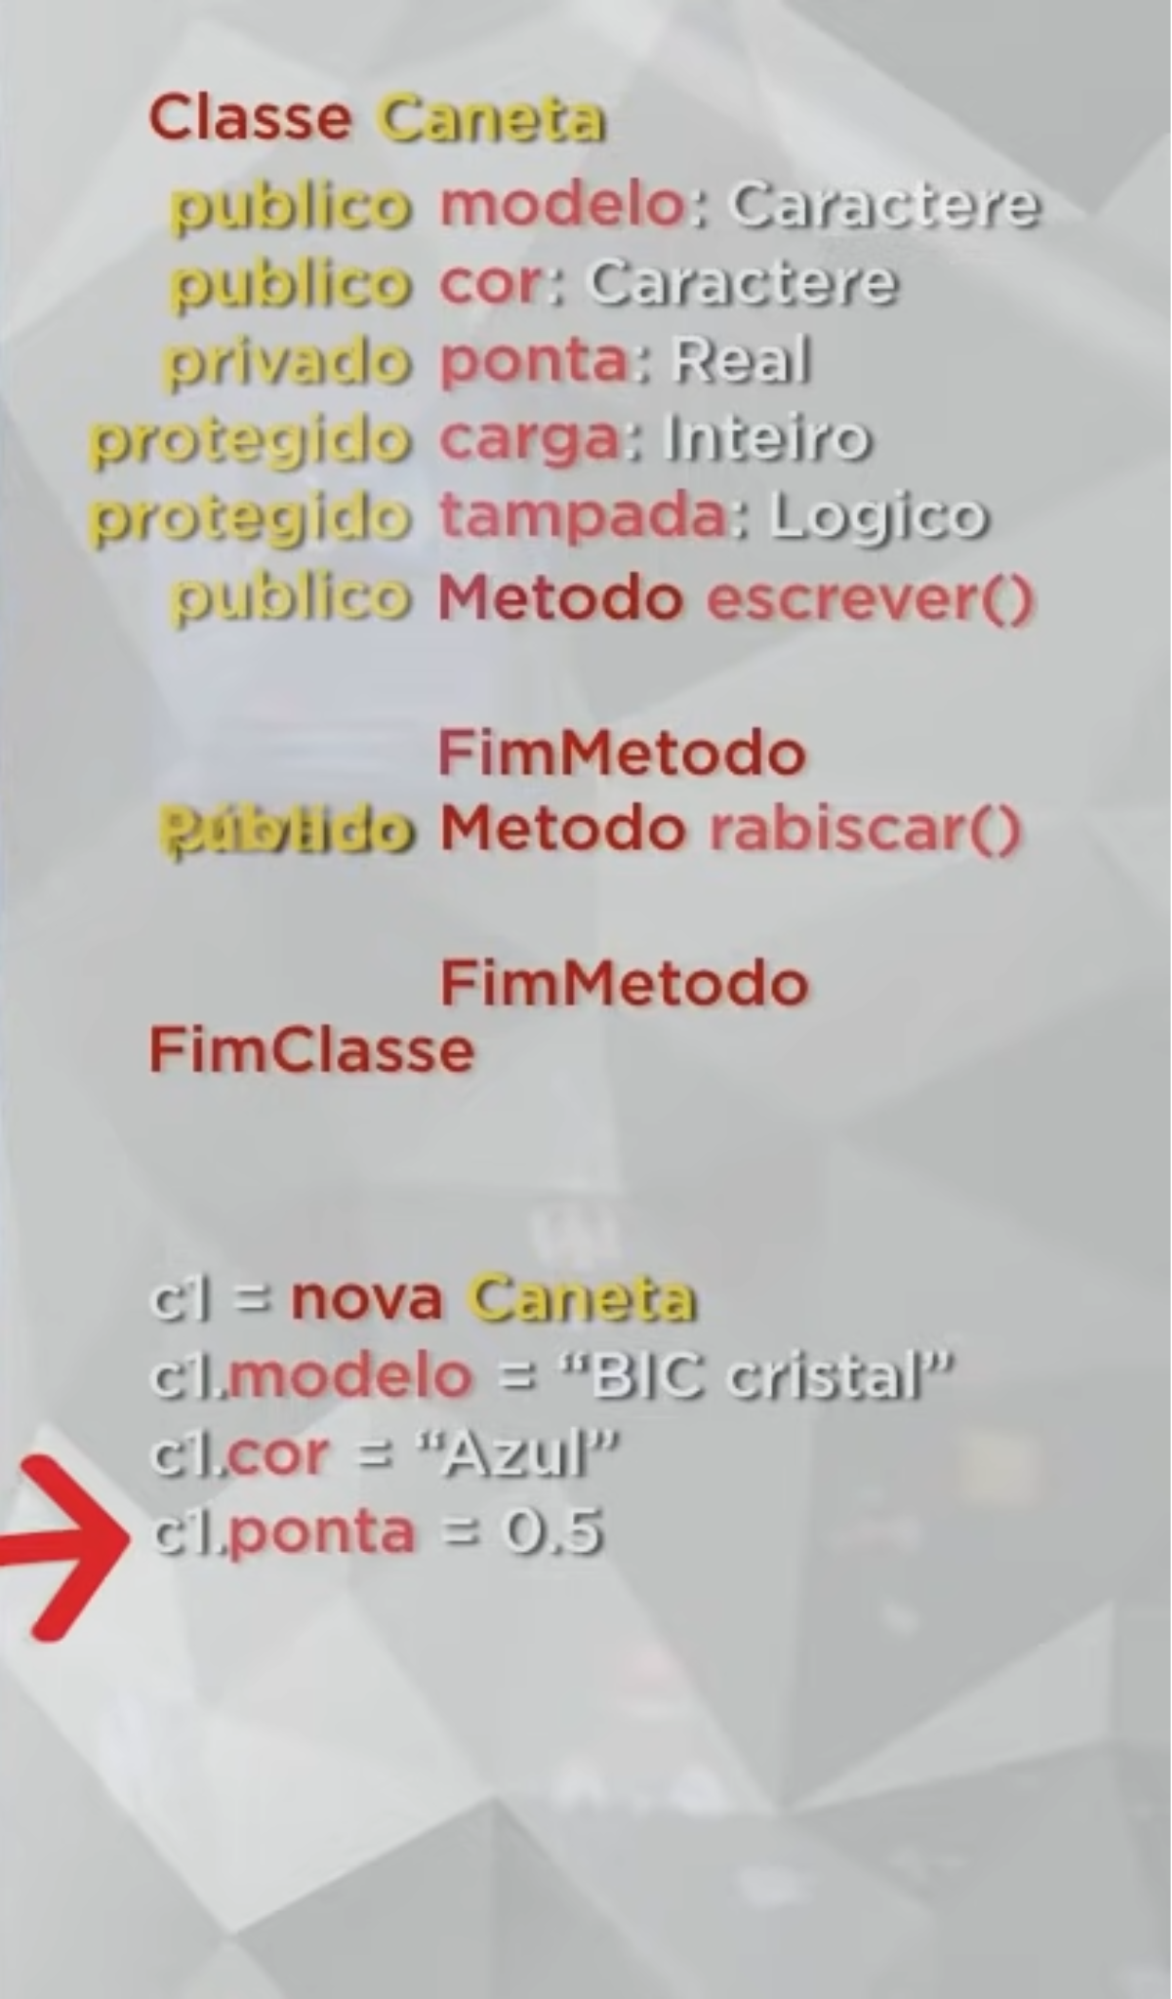 Classe Caneta
publico modelo: Caractere
publico cor: Caractere
privado ponta: Real
protegido carga: Inteiro
protegido tampada: Logico
publico Metodo escrever()
FimMetodo
Metodo rabiscar()
FimMetodo
FimClasse
c1 = nova Caneta
c1.modelo = “BIC cristal”
c1.cor = “Azul”
c1.ponta = 0.5